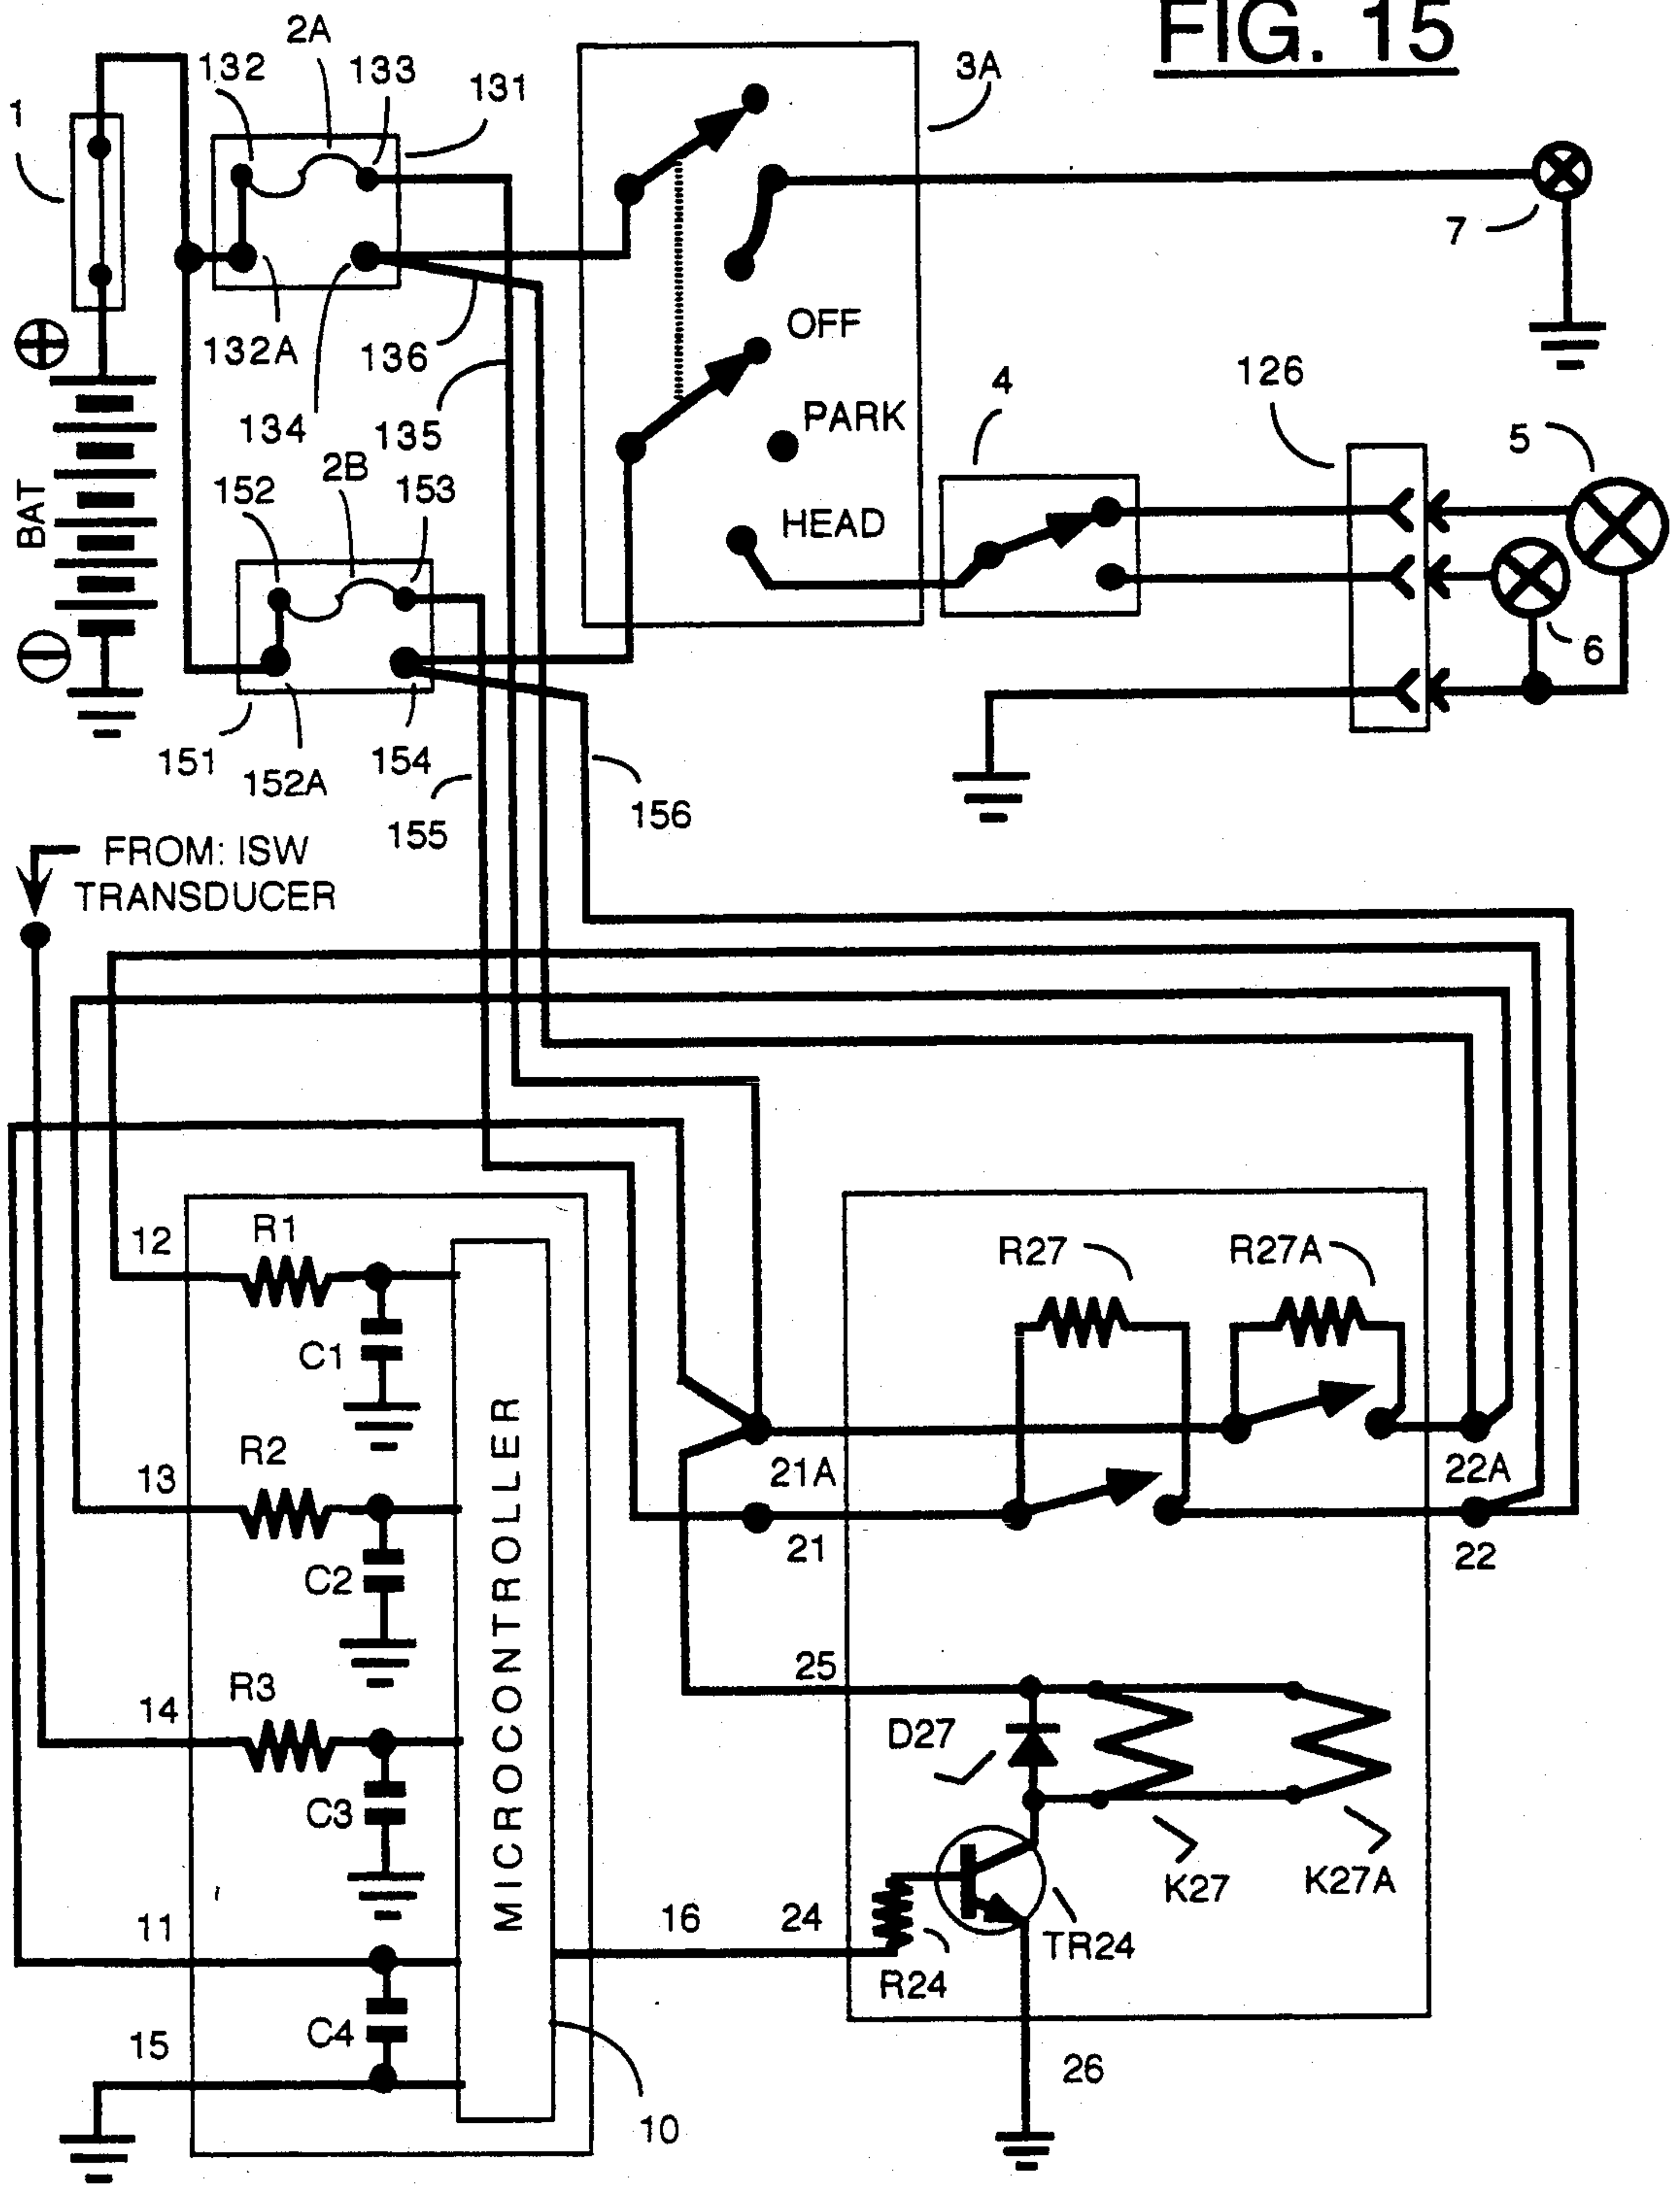 FIG. 15
2A
132
133
131
3A
1
7
132A
136
OFF
134
135
PARK
4
126
5
BAT
152
2B
153
HEAD
6
151
152A
154
155
156
FROM: ISW
TRANSDUCER
12
R1
R27
R27A
C1
13
R2
21A
22A
21
22
C2
MICROCONTROLLER
25
14
R3
D27
C3
K27
K27A
11
16
24
TR24
R24
15
C4
26
10